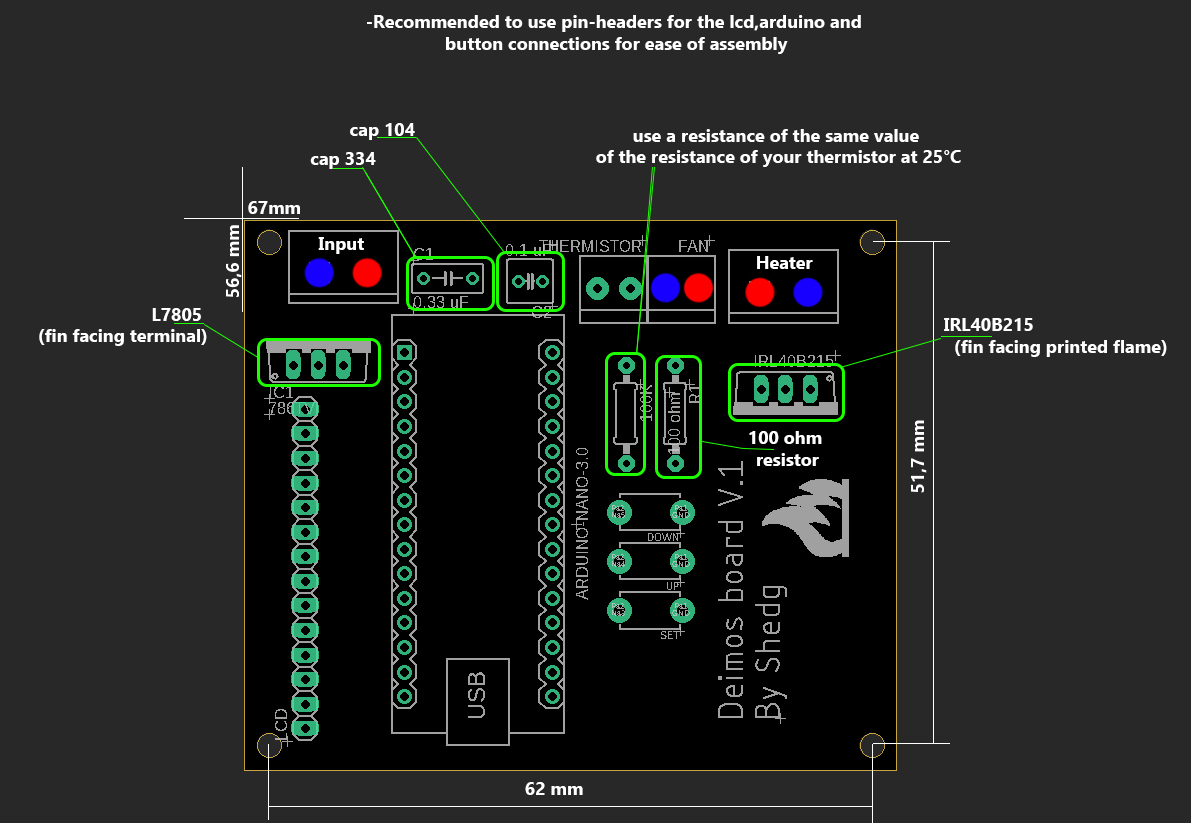 -Recommended to use pin-headers for the lcd,arduino and
button connections for ease of assembly
cap 104
cap 334
use a resistance of the same value
of the resistance of your thermistor at 25°C
67mm
56,6 mm
Input
C1
0.33 uF
0.1 uF
C2
THERMISTOR
FAN
Heater
L7805
(fin facing terminal)
IC1
IRL40B215
(fin facing printed flame)
IRL40B215
100K
100 ohm
R1
100 ohm
resistor
51,7 mm
ARDUINO-NANO-3.0
DOWN
UP
SET
Deimos board V.1
By Shedg
USB
LCD
62 mm